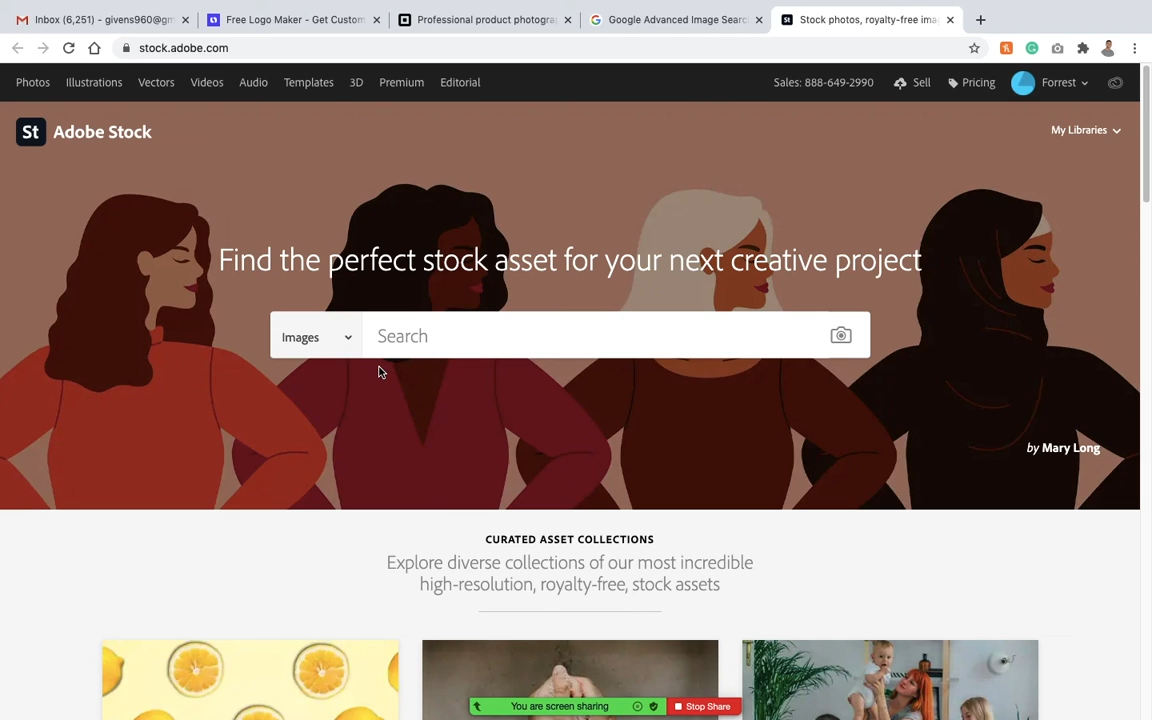 Inbox (6,251) - givens960@gm
Free Logo Maker - Get Custom
Professional product photogra
Google Advanced Image Search
Stock photos, royalty-free ima
stock.adobe.com
Photos Illustrations Vectors Videos Audio Templates 3D Premium Editorial
Sales: 888-649-2990 Sell Pricing Forrest
St Adobe Stock
My Libraries
Find the perfect stock asset for your next creative project
Images Search
by Mary Long
CURATED ASSET COLLECTIONS
Explore diverse collections of our most incredible
high-resolution, royalty-free, stock assets
You are screen sharing Stop Share